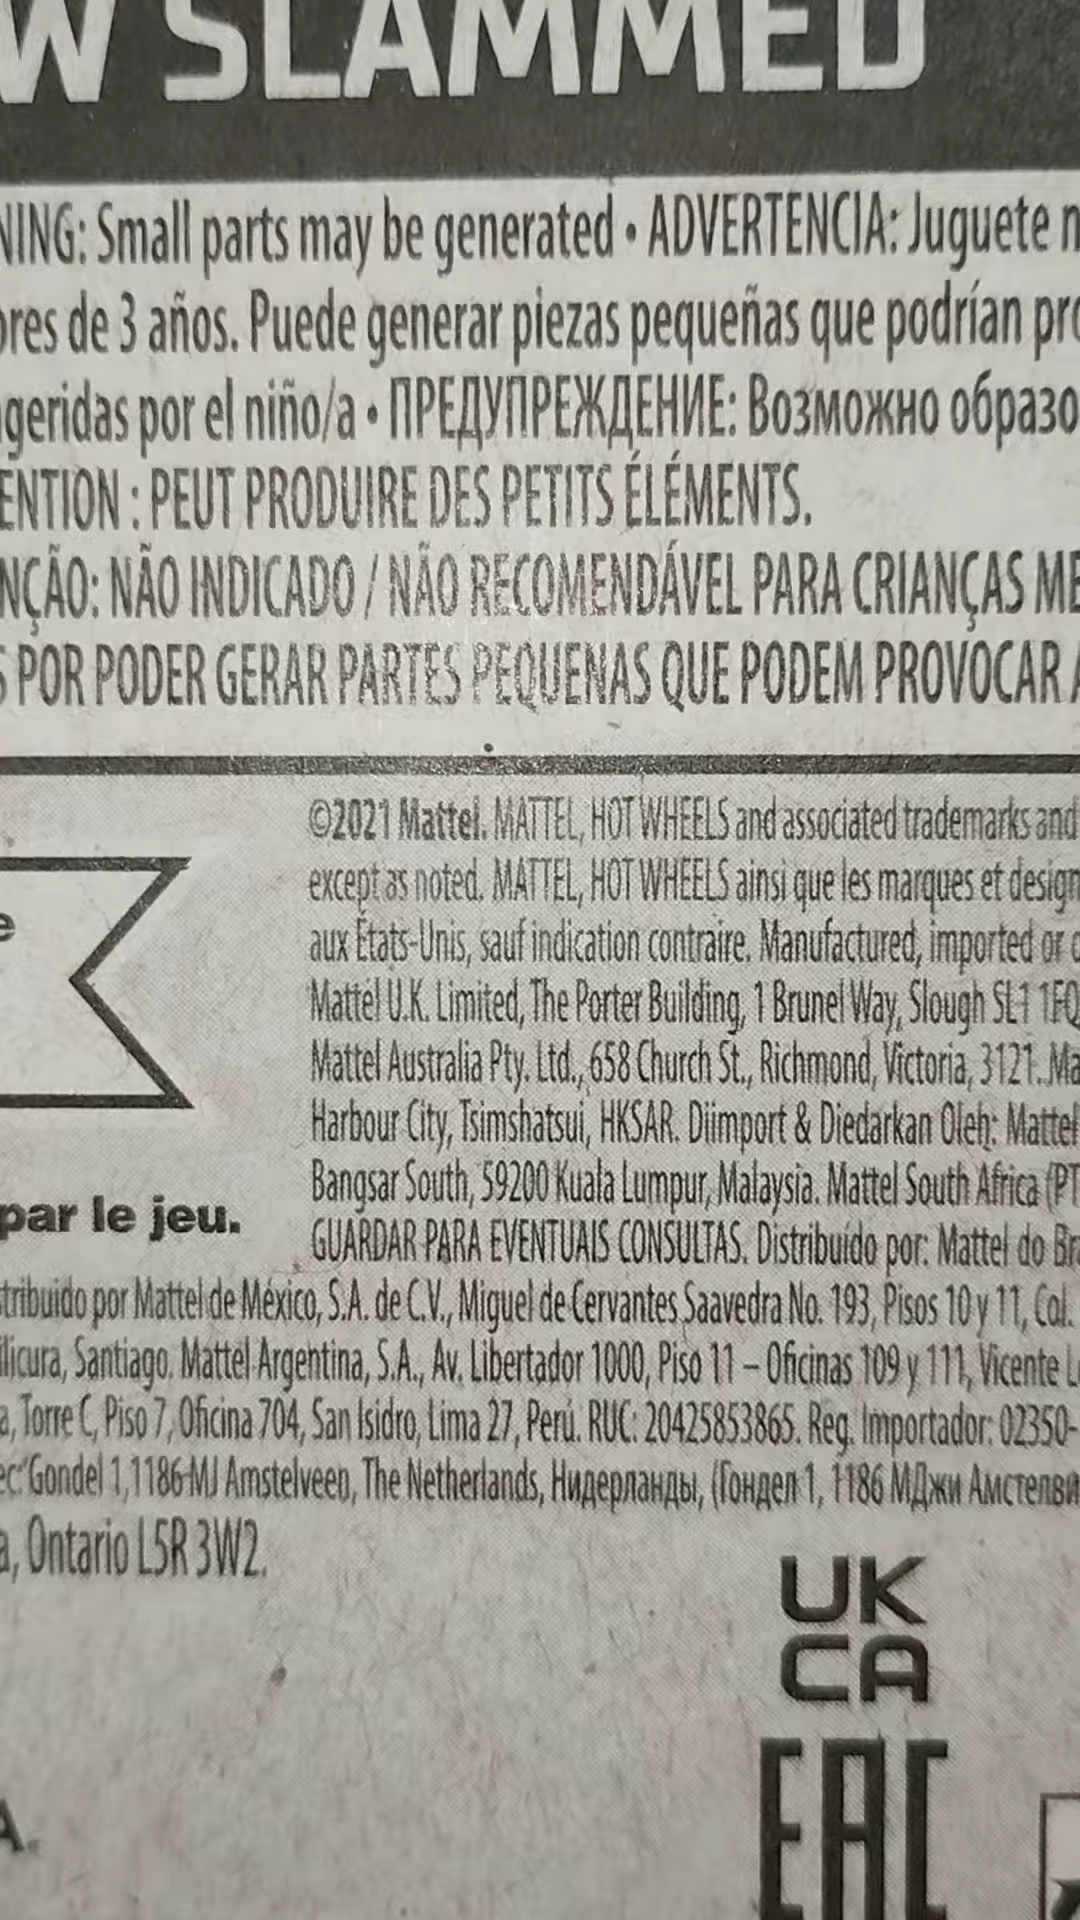 W SLAMMED
NING: Small parts may be generated • ADVERTENCIA: Juguete n
ores de 3 años. Puede generar piezas pequeñas que podrían pro
ngeridas por el niño/a • ПРЕДУПРЕЖДЕНИЕ: Возможно образо
ENTION : PEUT PRODUIRE DES PETITS ÉLÉMENTS.
NÇÃO: NÃO INDICADO / NÃO RECOMENDÁVEL PARA CRIANÇAS ME
S POR PODER GERAR PARTES PEQUENAS QUE PODEM PROVOCAR A
©2021 Mattel. MATTEL, HOT WHEELS and associated trademarks and
except as noted. MATTEL, HOT WHEELS ainsi que les marques et design
e
aux États-Unis, sauf indication contraire. Manufactured, imported or d
Mattel U.K. Limited, The Porter Building, 1 Brunel Way, Slough SL1 1FQ
Mattel Australia Pty. Ltd., 658 Church St., Richmond, Victoria, 3121. Ma
Harbour City, Tsimshatsui, HKSAR. Diimport & Diedarkan Oleh: Mattel
Bangsar South, 59200 Kuala Lumpur, Malaysia. Mattel South Africa (PT
par le jeu.
GUARDAR PARA EVENTUAIS CONSULTAS. Distribuído por: Mattel do Bra
tribuido por Mattel de México, S.A. de C.V., Miguel de Cervantes Saavedra No. 193, Pisos 10 y 11, Col.
ilicura, Santiago. Mattel Argentina, S.A., Av. Libertador 1000, Piso 11 – Oficinas 109 y 111, Vicente L
a, Torre C, Piso 7, Oficina 704, San Isidro, Lima 27, Perú. RUC: 20425853865. Reg. Importador: 02350-
ес: Gondel 1, 1186 MJ Amstelveen, The Netherlands, Нидерланды, (Гондел 1, 1186 МДжи Амстелви
a, Ontario L5R 3W2.
UK
CA
EAC
A.